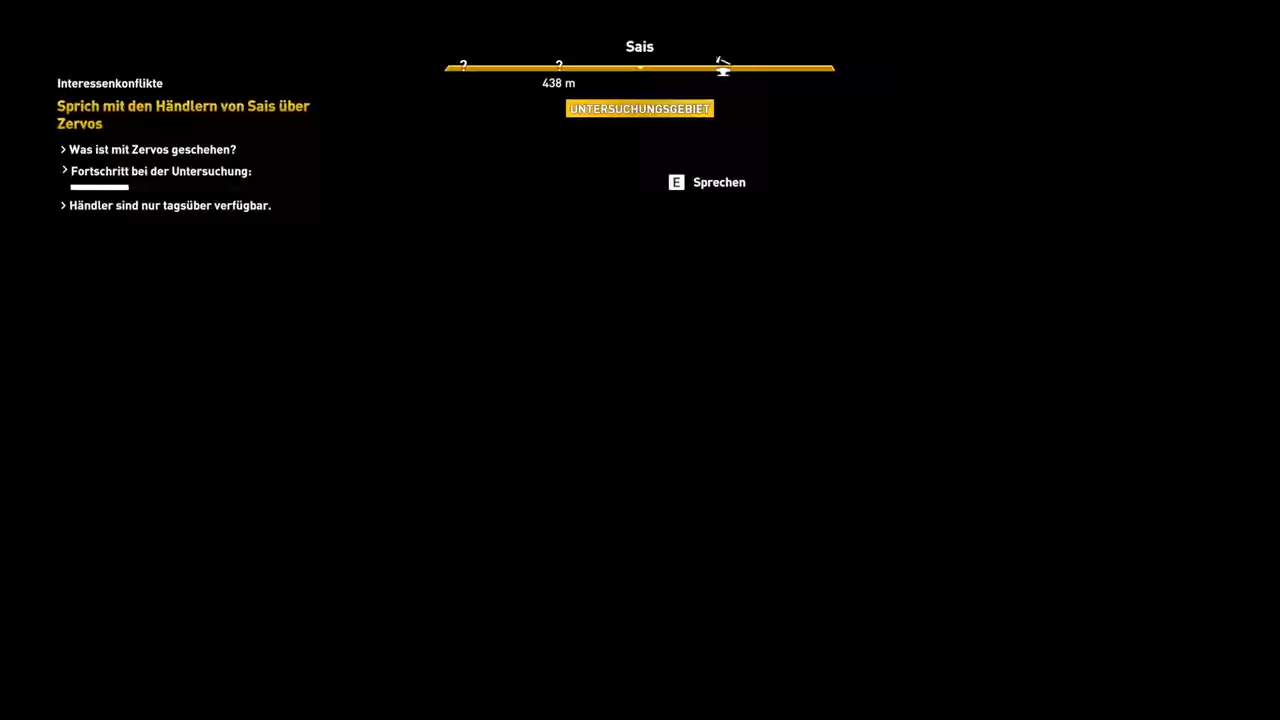 Sais
? ?
438 m
Interessenkonflikte
UNTERSUCHUNGSGEBIET
Sprich mit den Händlern von Sais über
Zervos
> Was ist mit Zervos geschehen?
> Fortschritt bei der Untersuchung:
E Sprechen
> Händler sind nur tagsüber verfügbar.